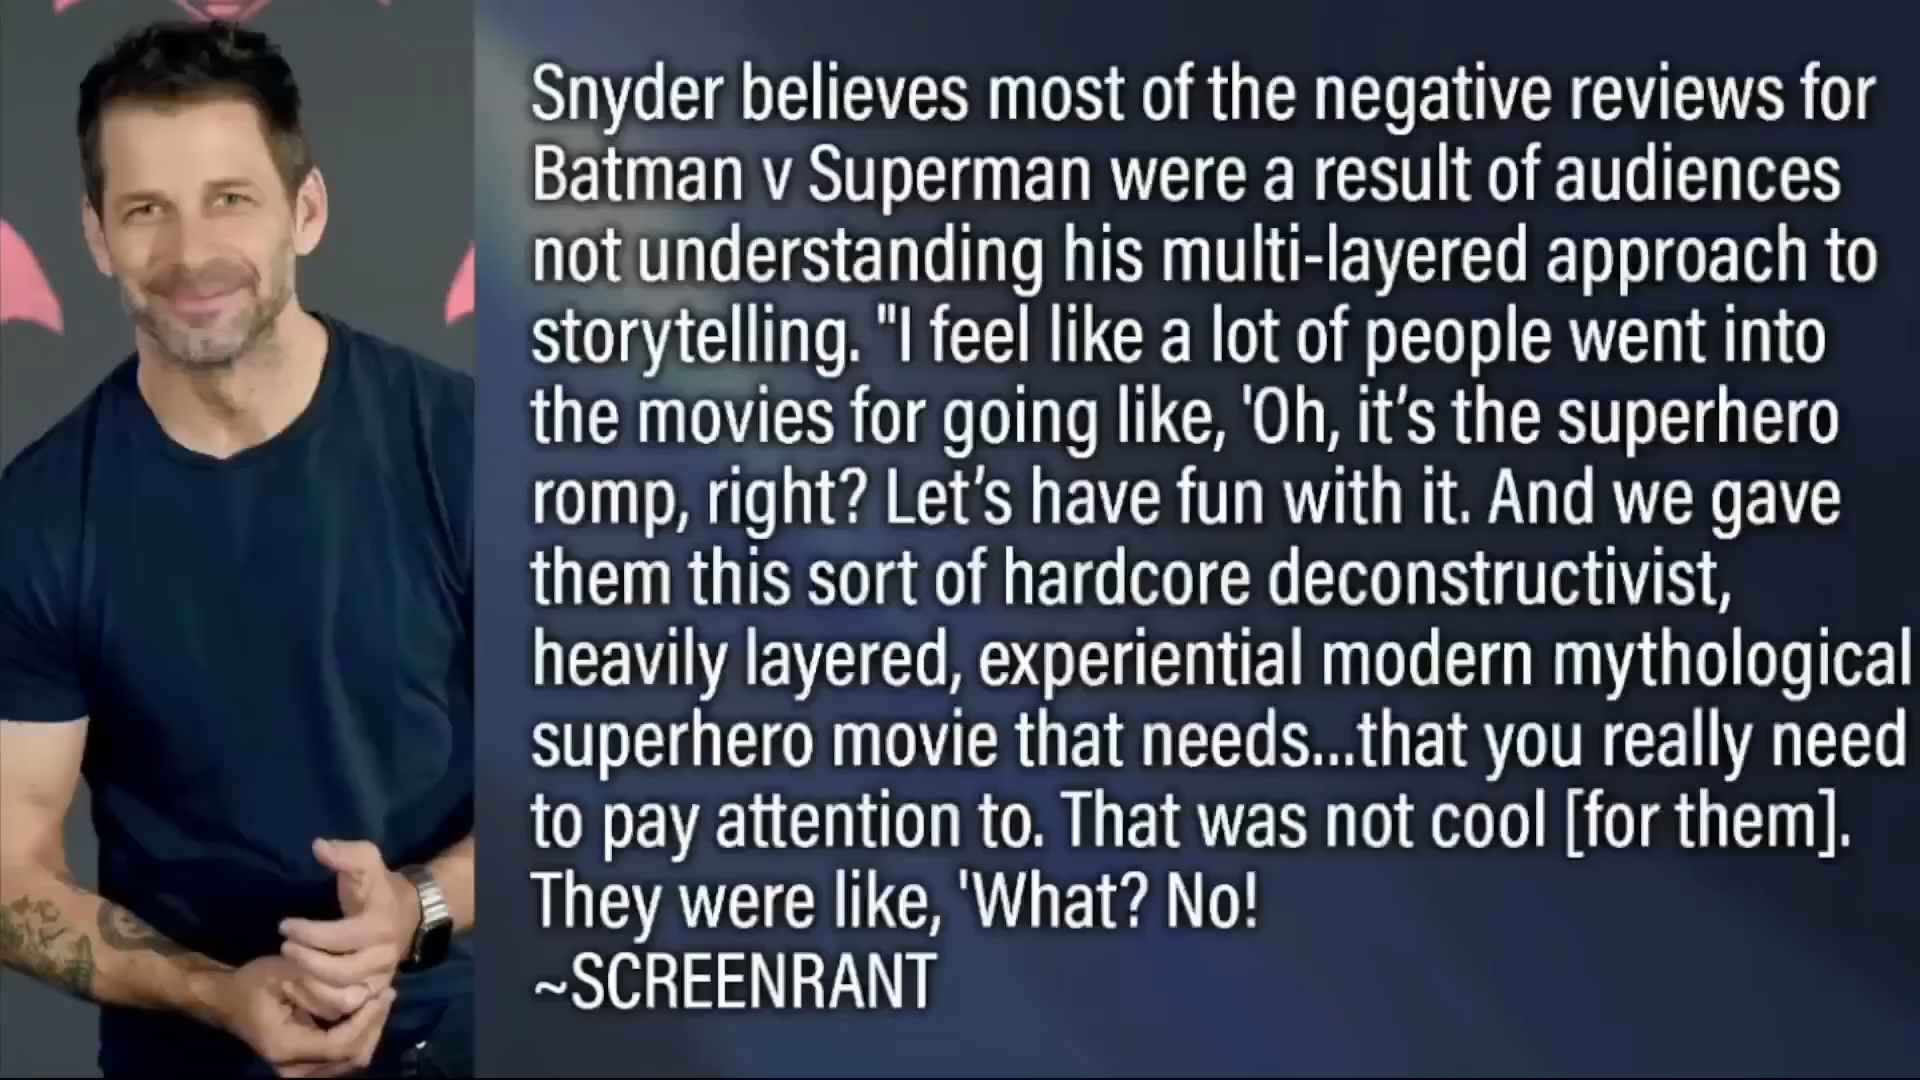 Snyder believes most of the negative reviews for
Batman v Superman were a result of audiences
not understanding his multi-layered approach to
storytelling. "I feel like a lot of people went into
the movies for going like, 'Oh, it’s the superhero
romp, right? Let’s have fun with it. And we gave
them this sort of hardcore deconstructivist,
heavily layered, experiential modern mythological
superhero movie that needs...that you really need
to pay attention to. That was not cool [for them].
They were like, 'What? No!
~SCREENRANT